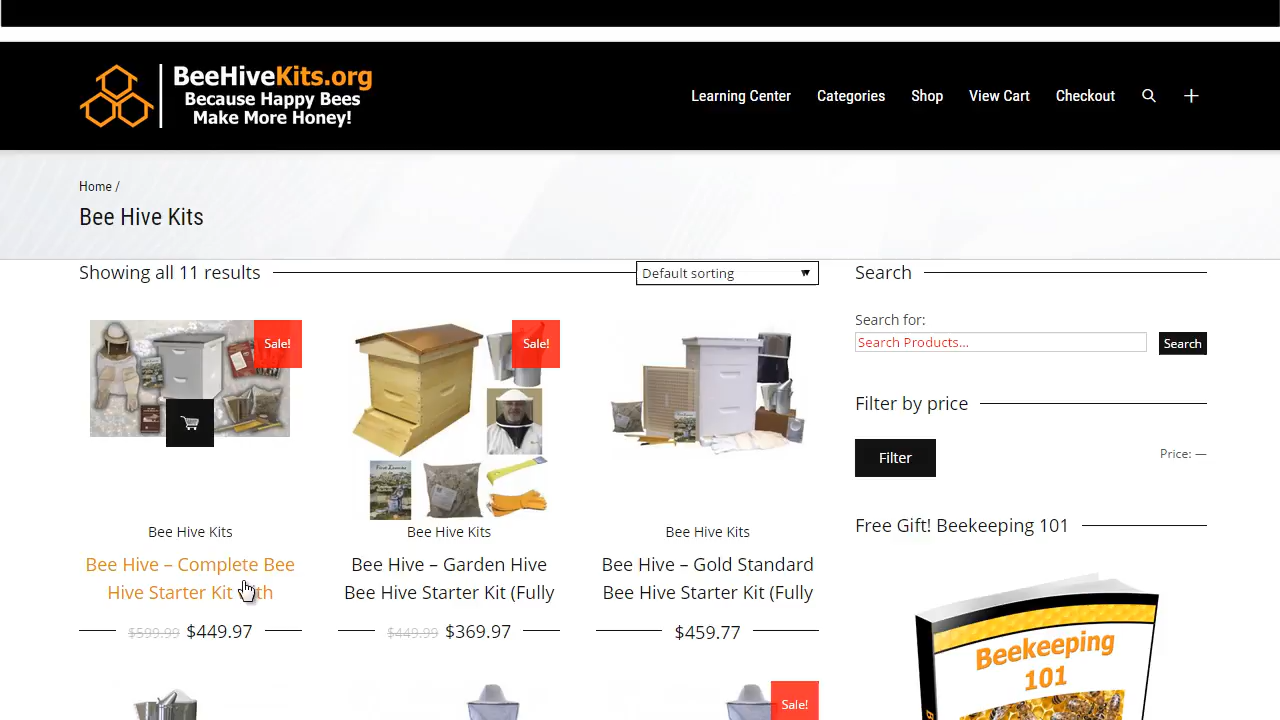 BeeHiveKits.org
Because Happy Bees
Make More Honey!
Learning Center
Categories
Shop
View Cart
Checkout
Home /
Bee Hive Kits
Showing all 11 results
Default sorting
Search
Search for:
Search Products...
Search
Filter by price
Filter
Price: —
Free Gift! Beekeeping 101
Sale!
Sale!
Bee Hive Kits
Bee Hive Kits
Bee Hive Kits
Bee Hive – Complete Bee
Hive Starter Kit With
Bee Hive – Garden Hive
Bee Hive Starter Kit (Fully
Bee Hive – Gold Standard
Bee Hive Starter Kit (Fully
$599.99 $449.97
$449.99 $369.97
$459.77
Sale!
Beekeeping
101